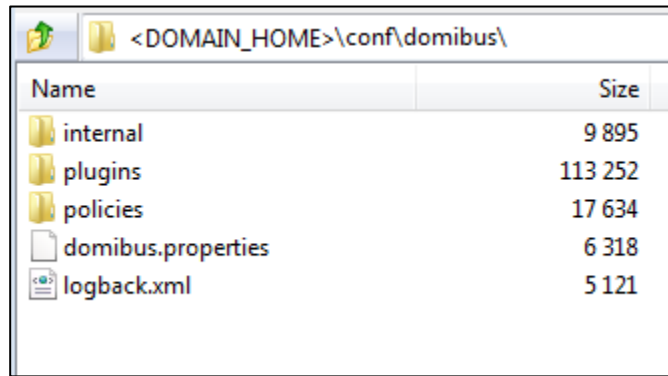 <DOMAIN_HOME>\conf\domibus\
Name Size
internal 9 895
plugins 113 252
policies 17 634
domibus.properties 6 318
logback.xml 5 121